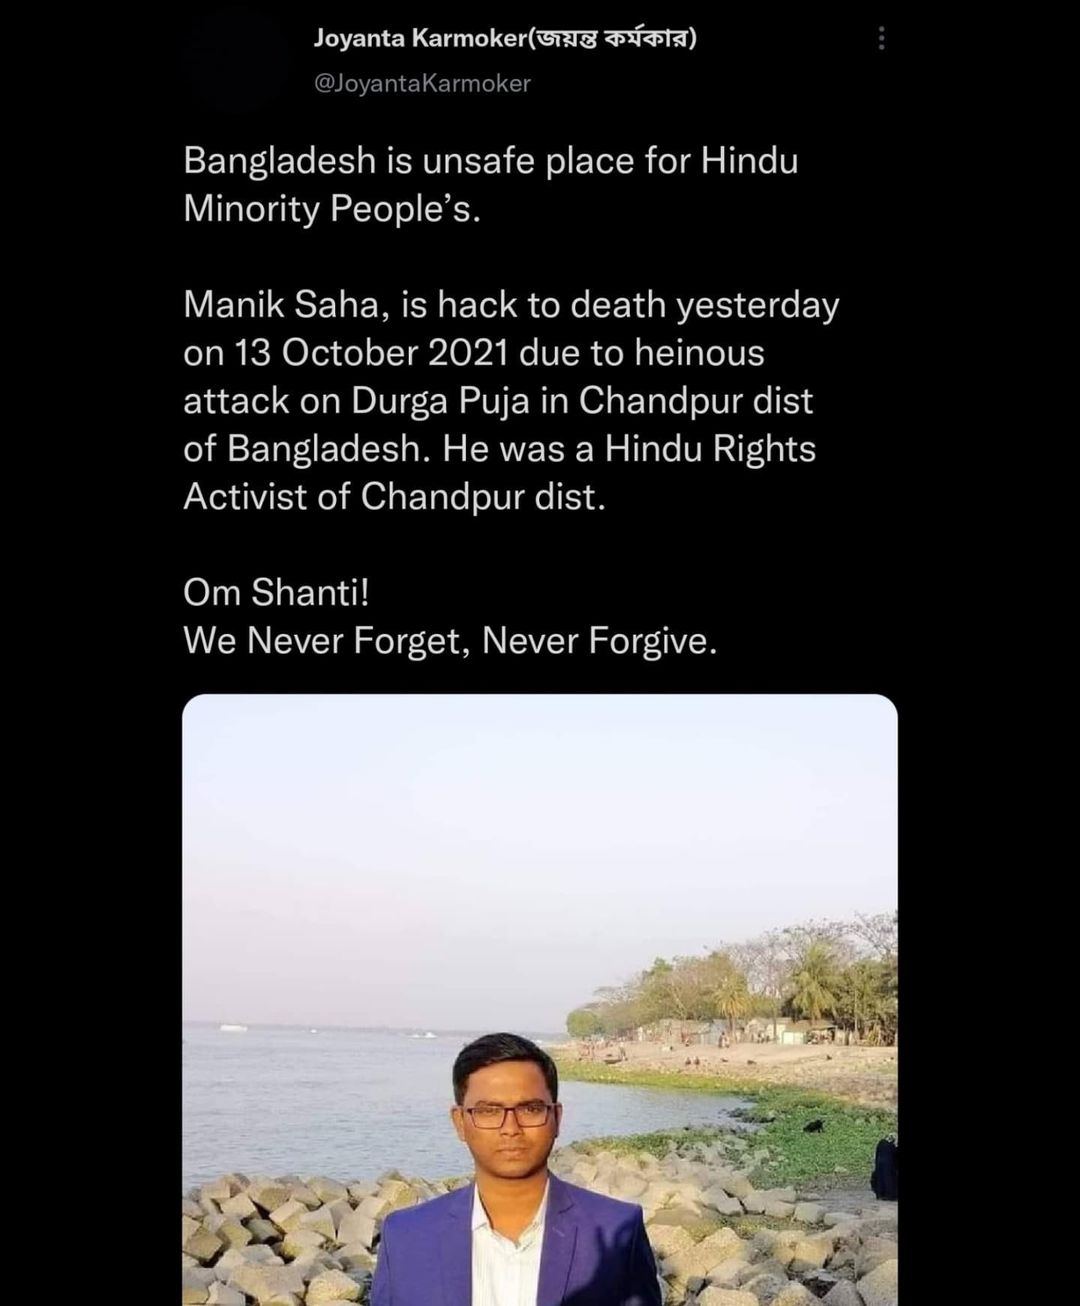 Joyanta Karmoker(জয়ন্ত কর্মকার)
@JoyantaKarmoker
Bangladesh is unsafe place for Hindu
Minority People’s.
Manik Saha, is hack to death yesterday
on 13 October 2021 due to heinous
attack on Durga Puja in Chandpur dist
of Bangladesh. He was a Hindu Rights
Activist of Chandpur dist.
Om Shanti!
We Never Forget, Never Forgive.